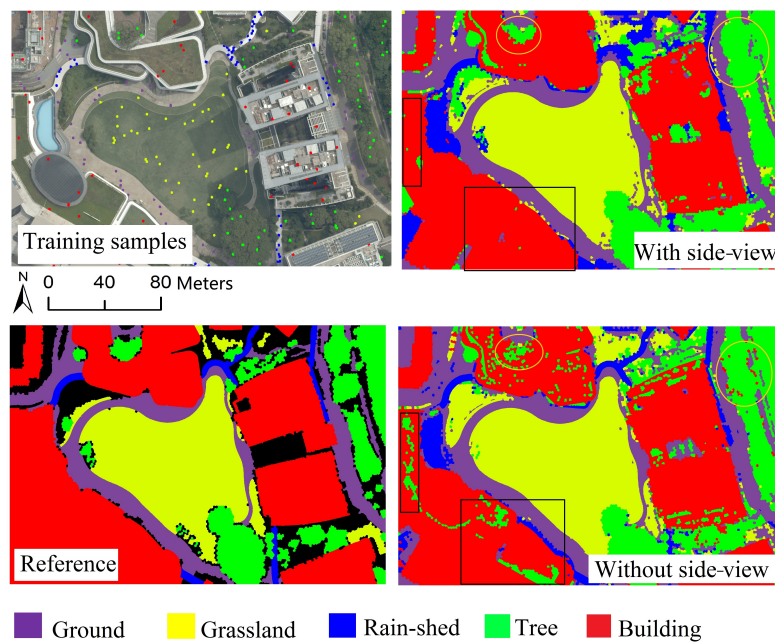 Training samples
With side-view
N
0 40 80 Meters
Reference
Without side-view
Ground Grassland Rain-shed Tree Building